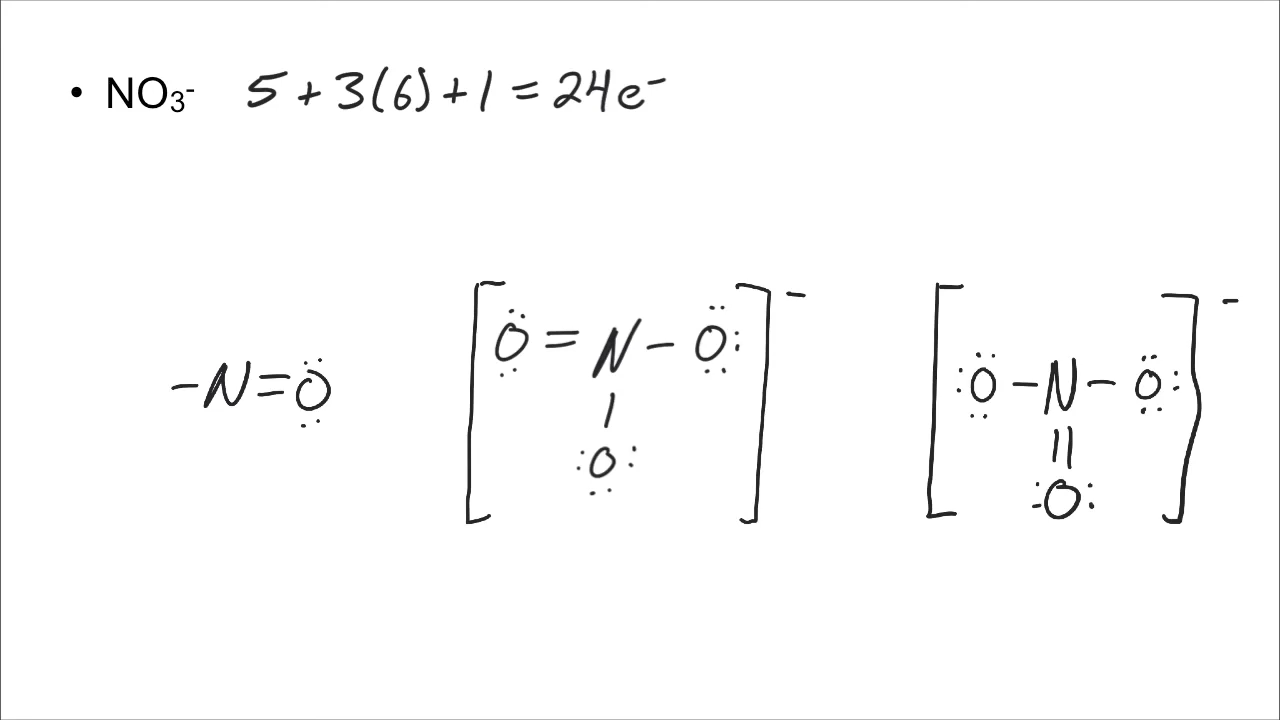 • NO₃⁻ 5 + 3(6) + 1 = 24e⁻
-N=O [O=N-O]⁻ [O-N-O]⁻
| ||
O O